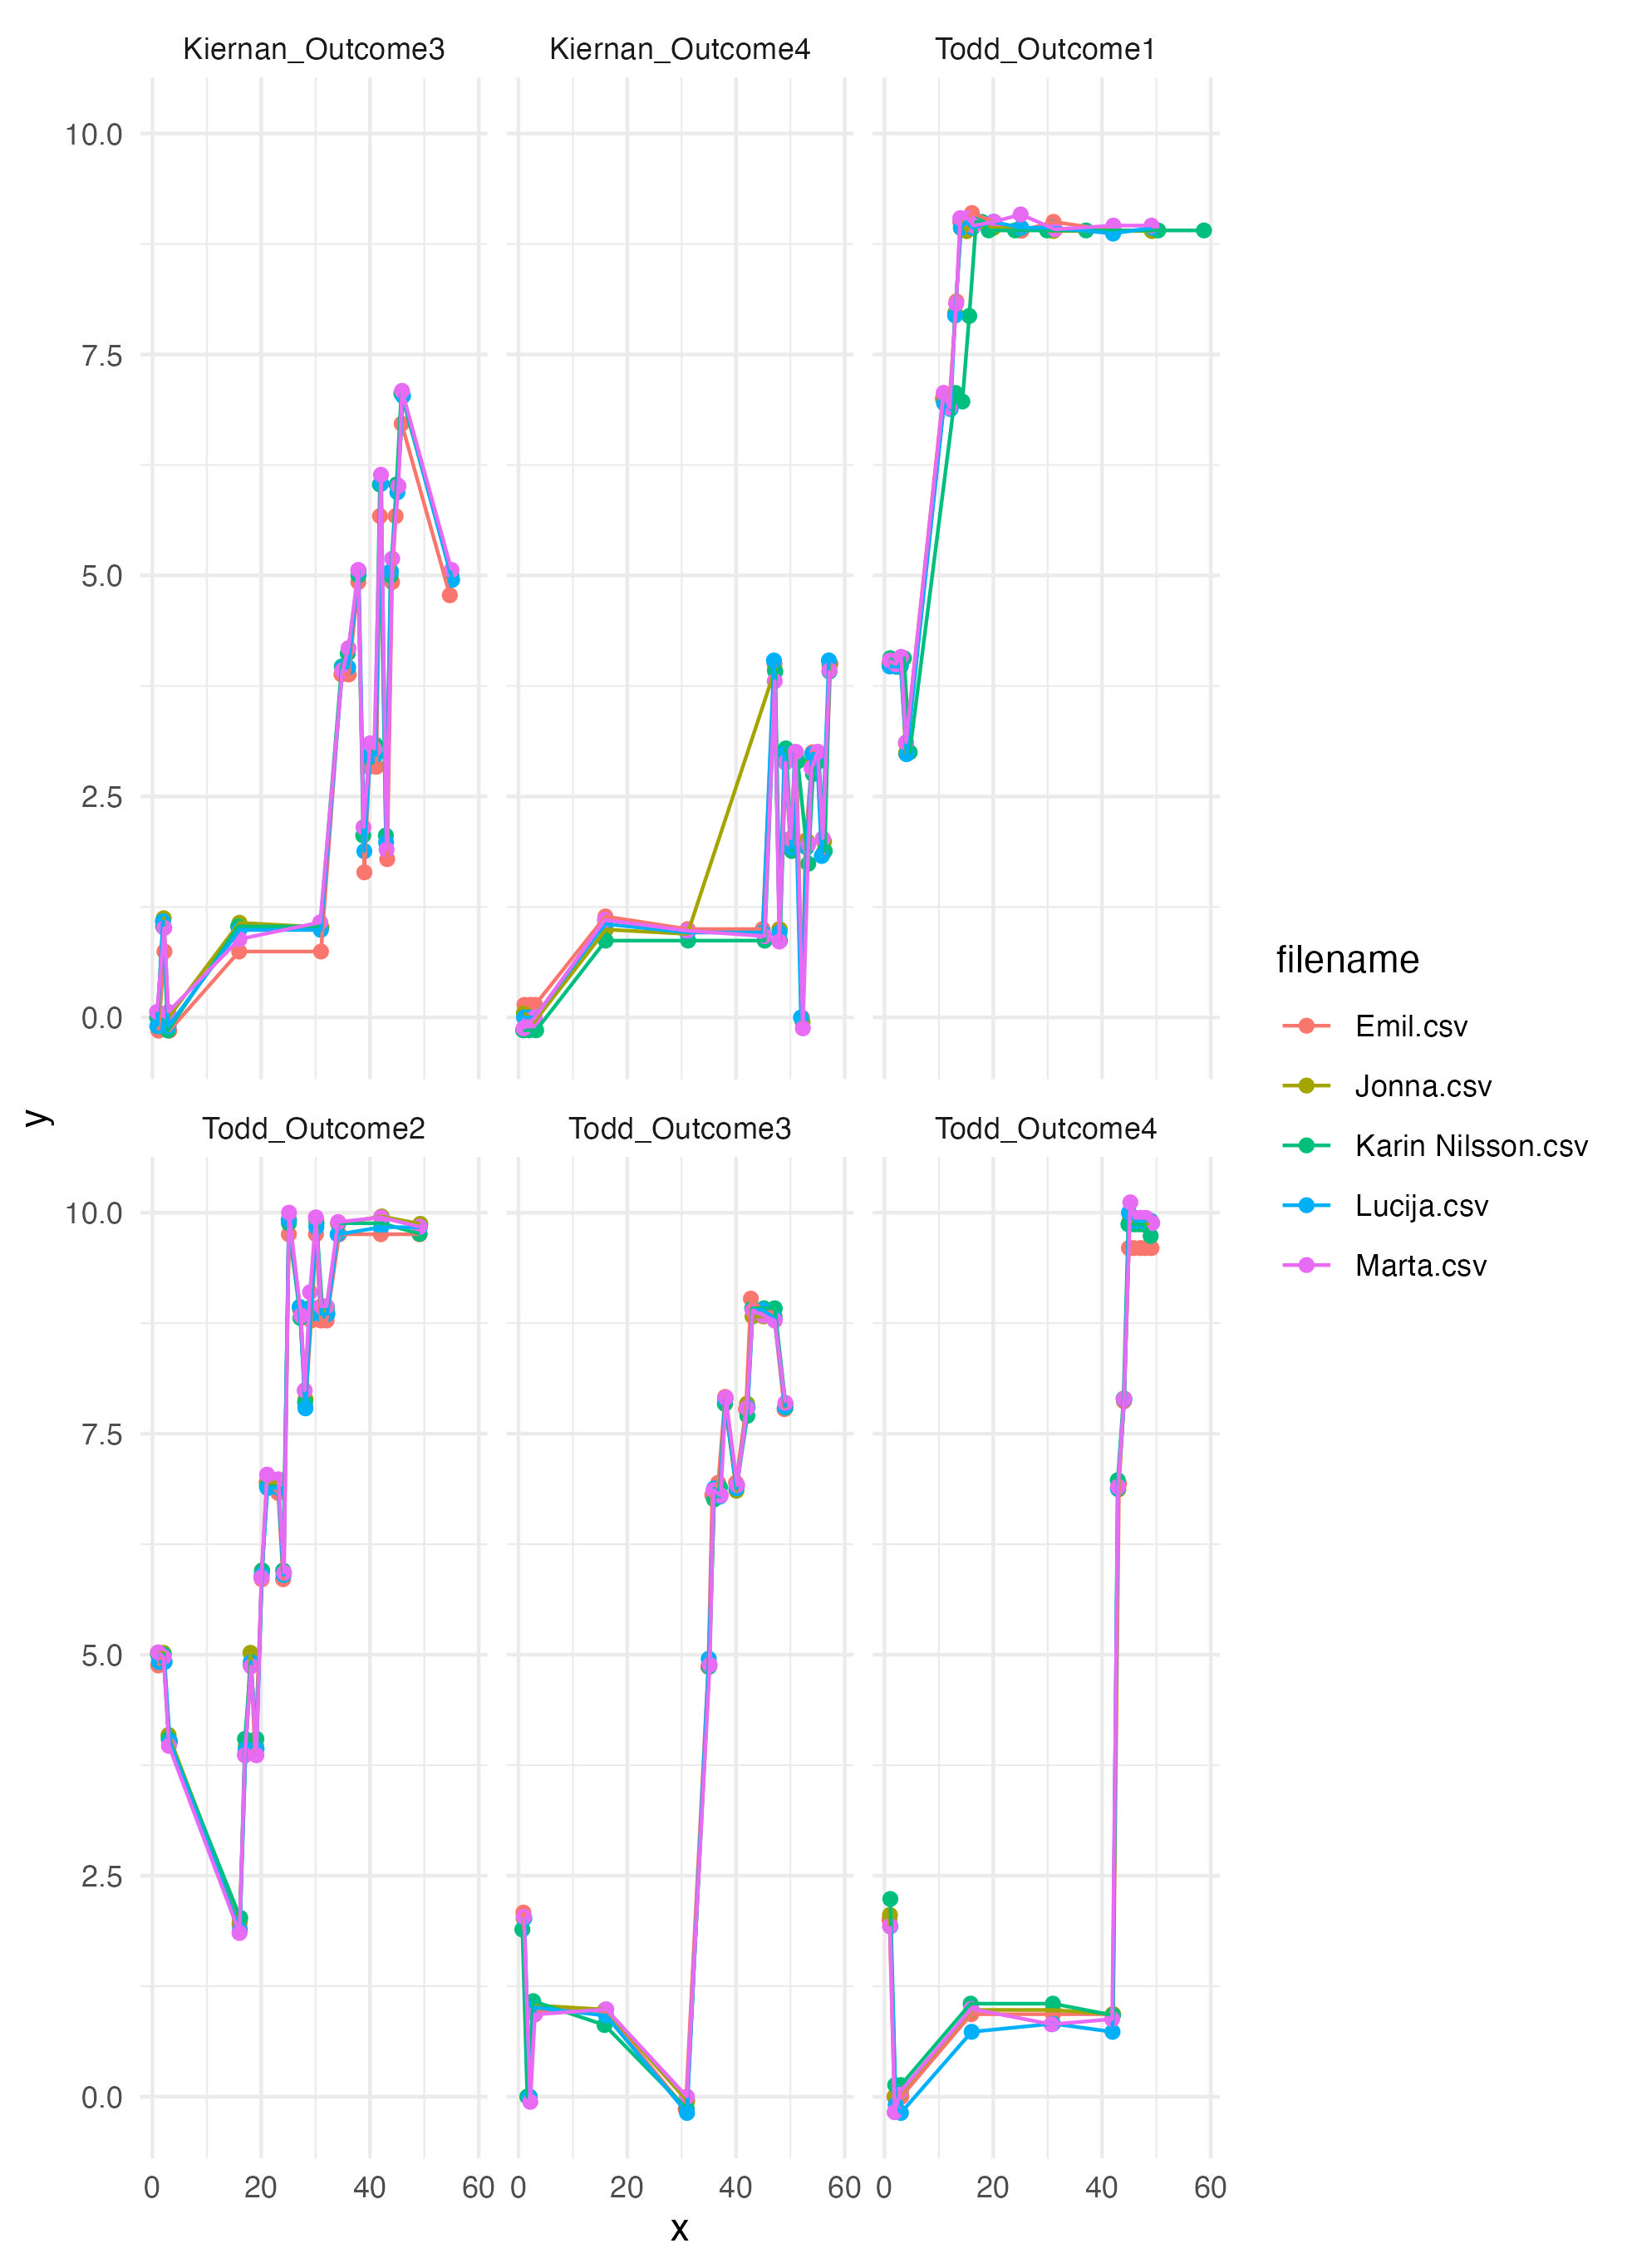 Kiernan_Outcome3 Kiernan_Outcome4 Todd_Outcome1
10.0
7.5
5.0
2.5
0.0
y
Todd_Outcome2 Todd_Outcome3 Todd_Outcome4
10.0
7.5
5.0
2.5
0.0
0 20 40 60 0 20 40 60 0 20 40 60
x
filename
Emil.csv
Jonna.csv
Karin Nilsson.csv
Lucija.csv
Marta.csv